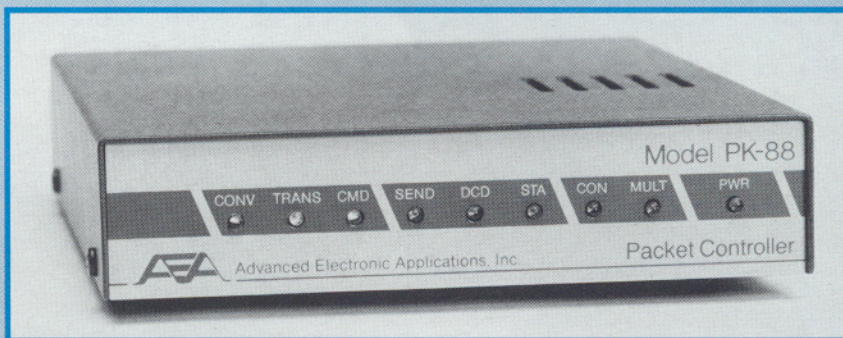 Model PK-88
CONV TRANS CMD SEND DCD STA CON MULT PWR
AEA Advanced Electronic Applications, Inc.
Packet Controller